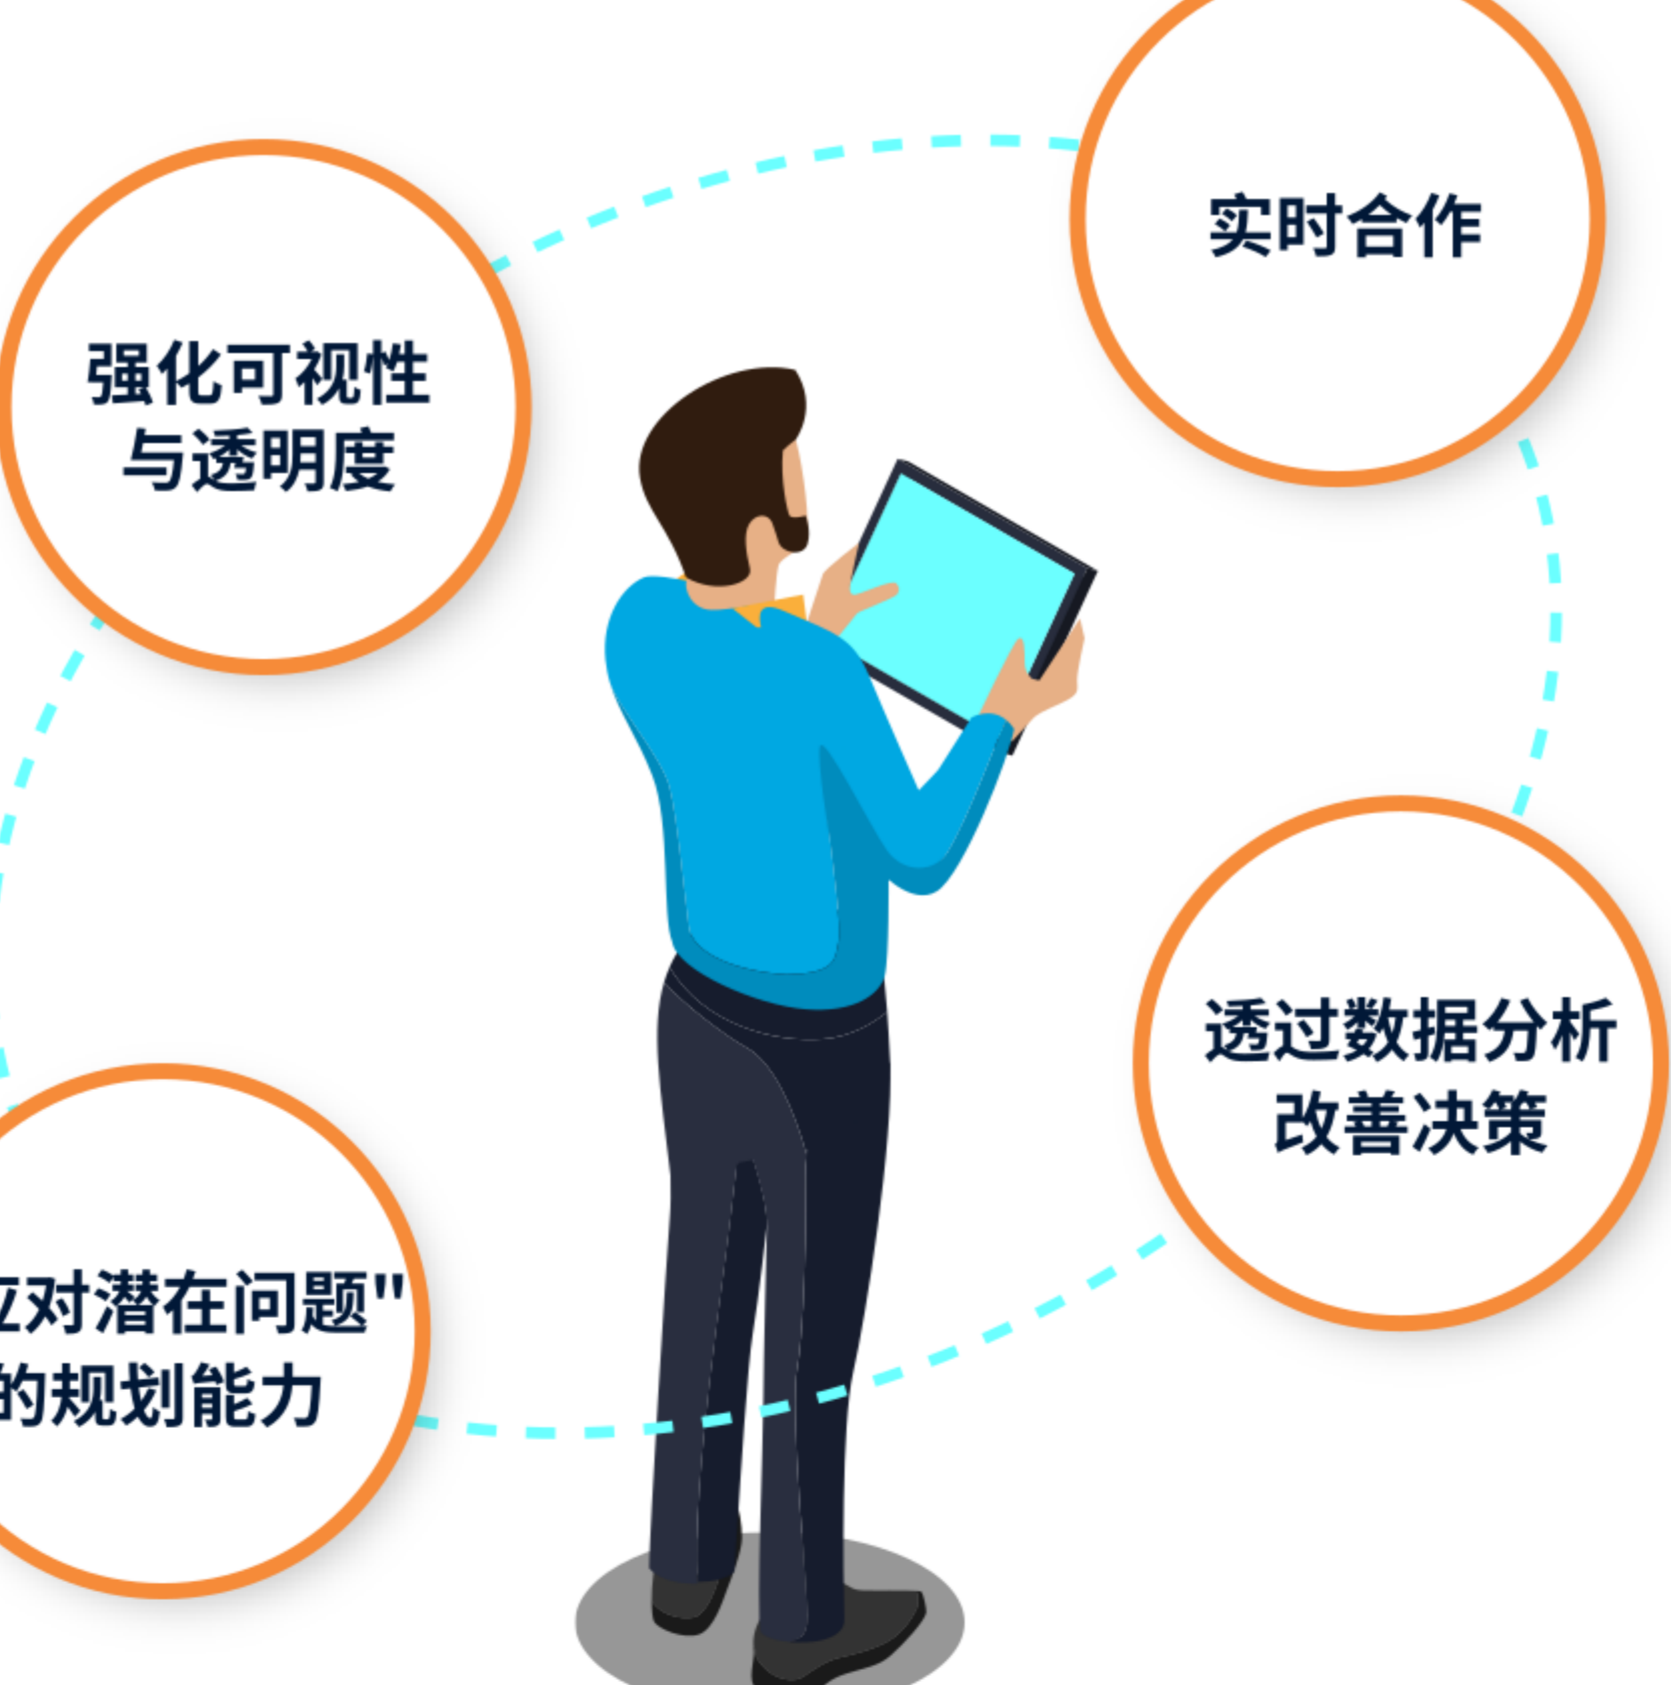 实时合作
强化可视性
与透明度
透过数据分析
改善决策
对潜在问题"
的规划能力